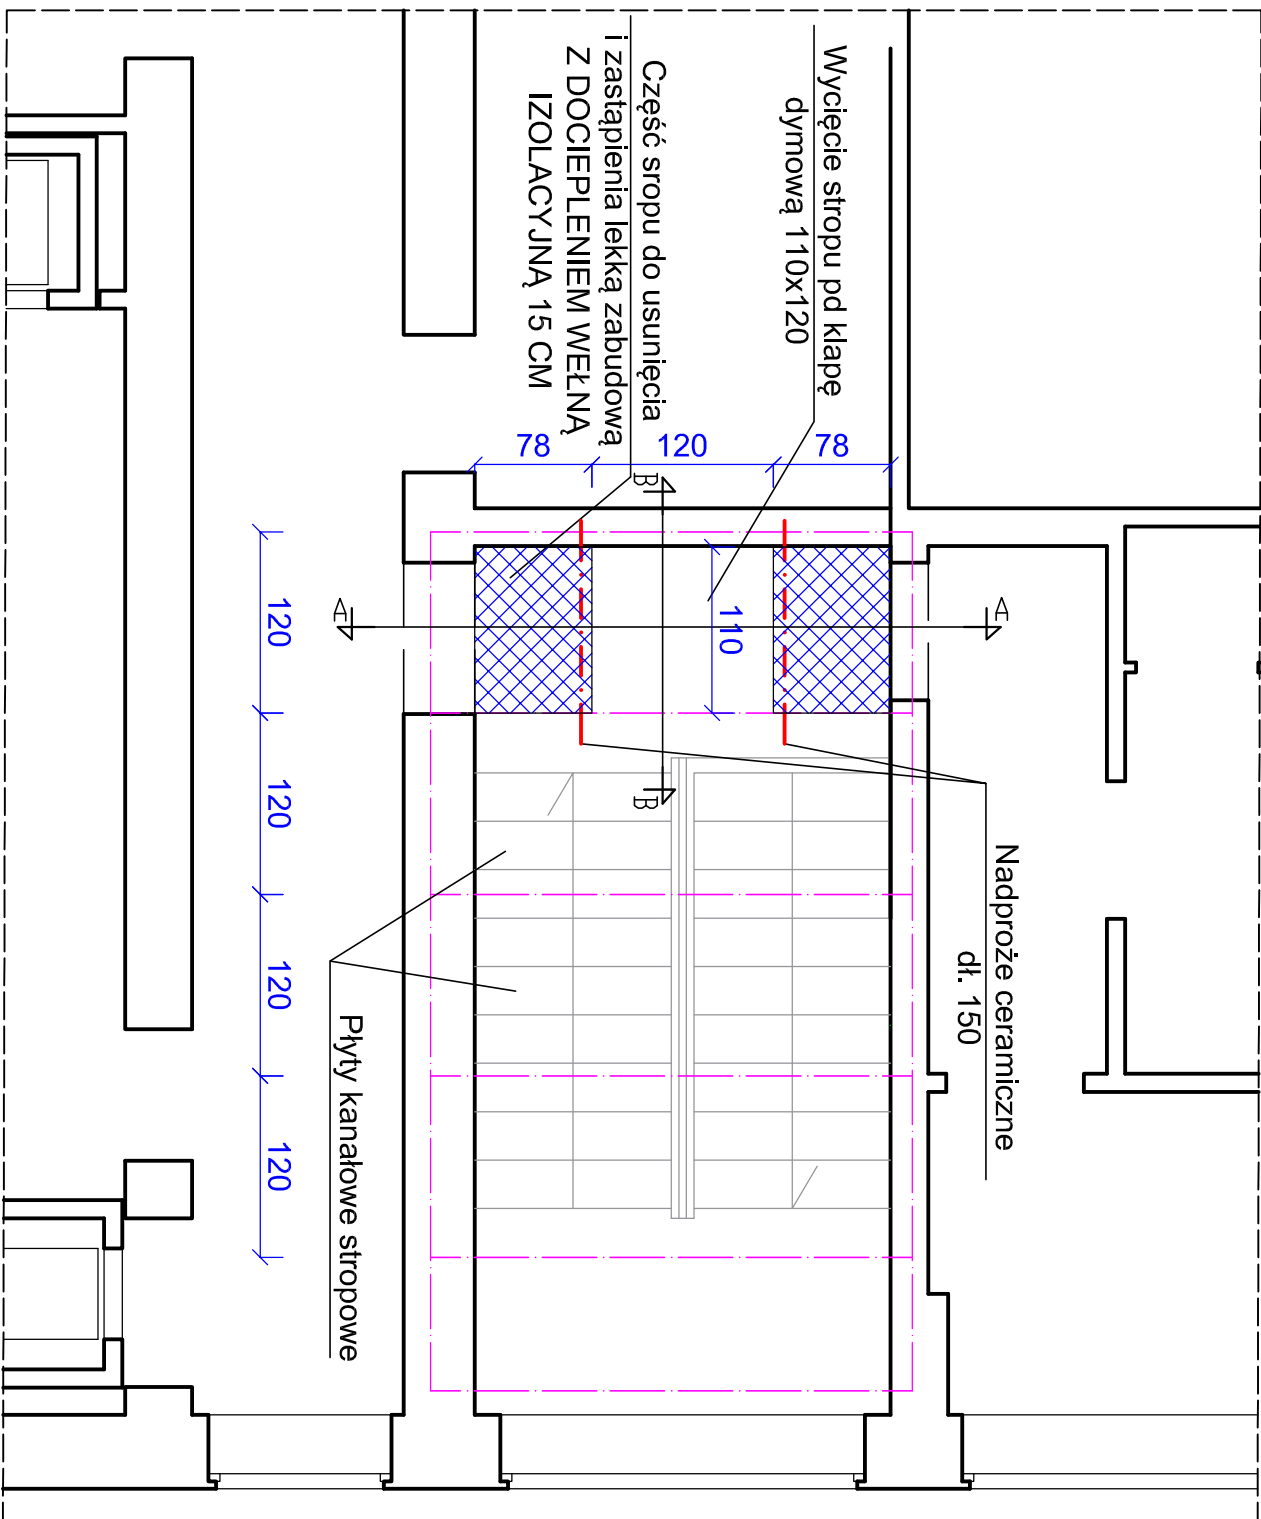 Wycięcie stropu pd klapę
dymową 110x120
Część sropu do usunięcia
i zastąpienia lekką zabudową
Z DOCIEPLENIEM WEŁNĄ
IZOLACYJNĄ 15 CM
78
120
78
B
110
A
A
B
120
120
120
120
Nadproże ceramiczne
dł. 150
Płyty kanałowe stropowe